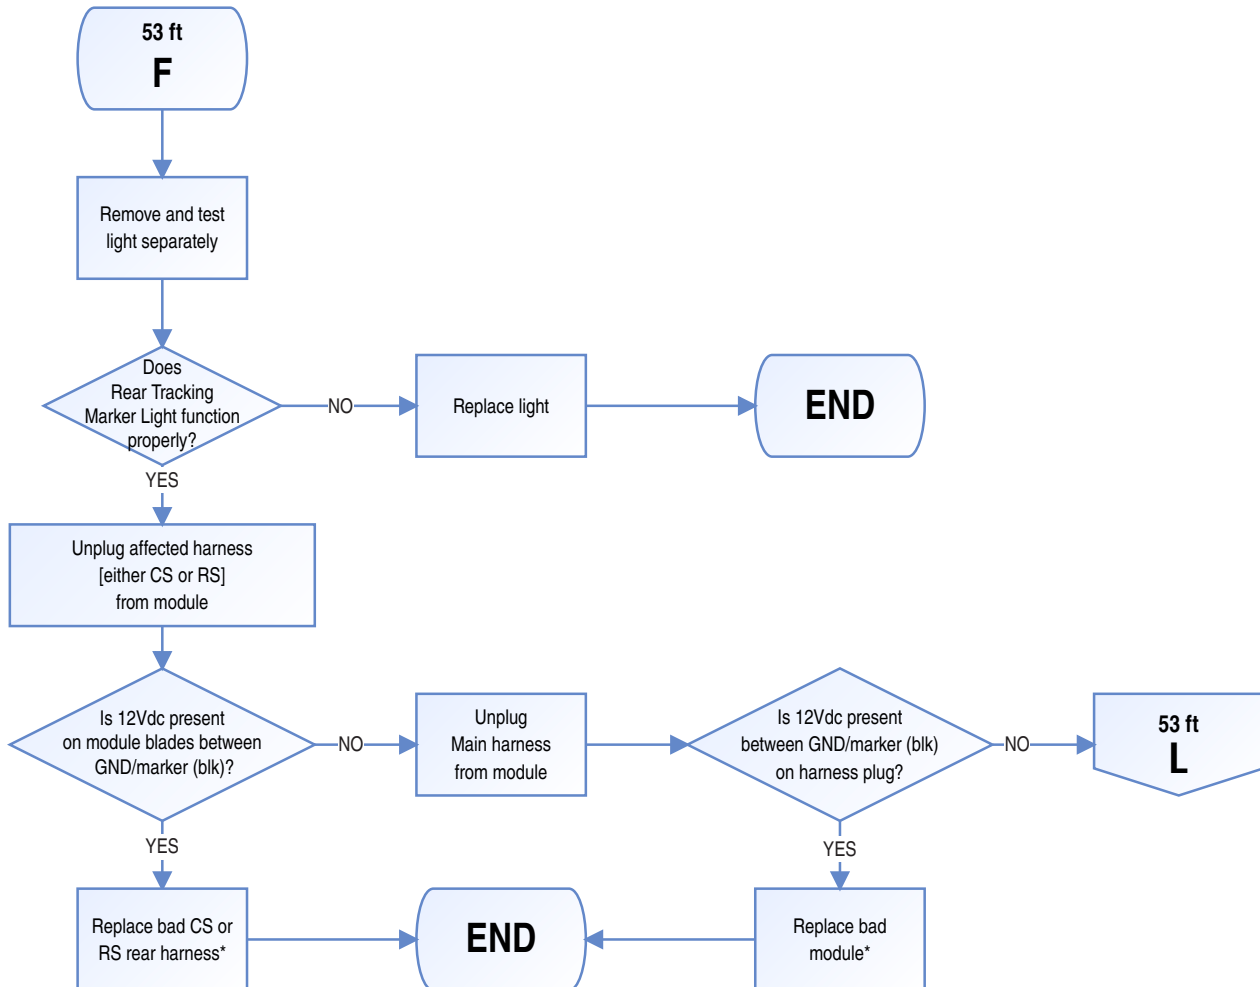 53 ft
F
Remove and test
light separately
Does
Rear Tracking
Marker Light function
properly?
NO
Replace light
END
YES
Unplug affected harness
[either CS or RS]
from module
Is 12Vdc present
on module blades between
GND/marker (blk)?
NO
Unplug
Main harness
from module
Is 12Vdc present
between GND/marker (blk)
on harness plug?
NO
53 ft
L
YES
YES
Replace bad CS or
RS rear harness*
END
Replace bad
module*